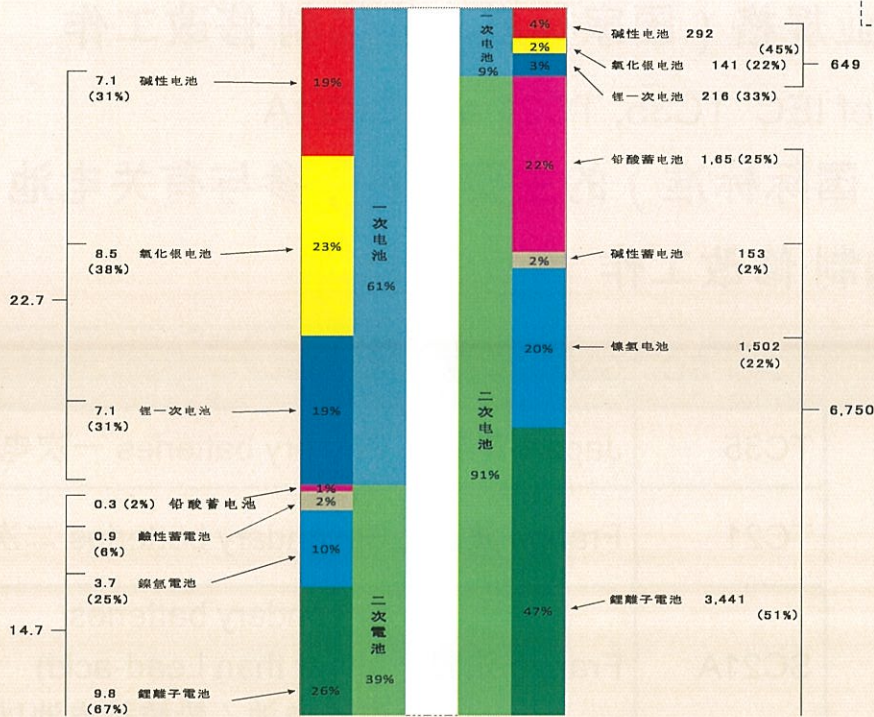 7.1 碱性电池
(31%)
8.5 氧化银电池
(38%)
22.7
7.1 锂一次电池
(31%)
0.3 (2%) 铅酸蓄电池
0.9 鹼性蓄電池
(6%)
3.7 鎳氫電池
(25%)
14.7
9.8 鋰離子電池
(67%)
19%
23%
19%
1%
2%
10%
26%
一次电池
61%
二次電池
39%
一次电池
9%
二次电池
91%
4%
2%
3%
22%
2%
20%
47%
碱性电池 292
(45%)
氧化银电池 141 (22%)
锂一次电池 216 (33%)
649
铅酸蓄电池 1,65 (25%)
碱性蓄电池 153
(2%)
镍氢电池 1,502
(22%)
6,750
鋰離子電池 3,441
(51%)